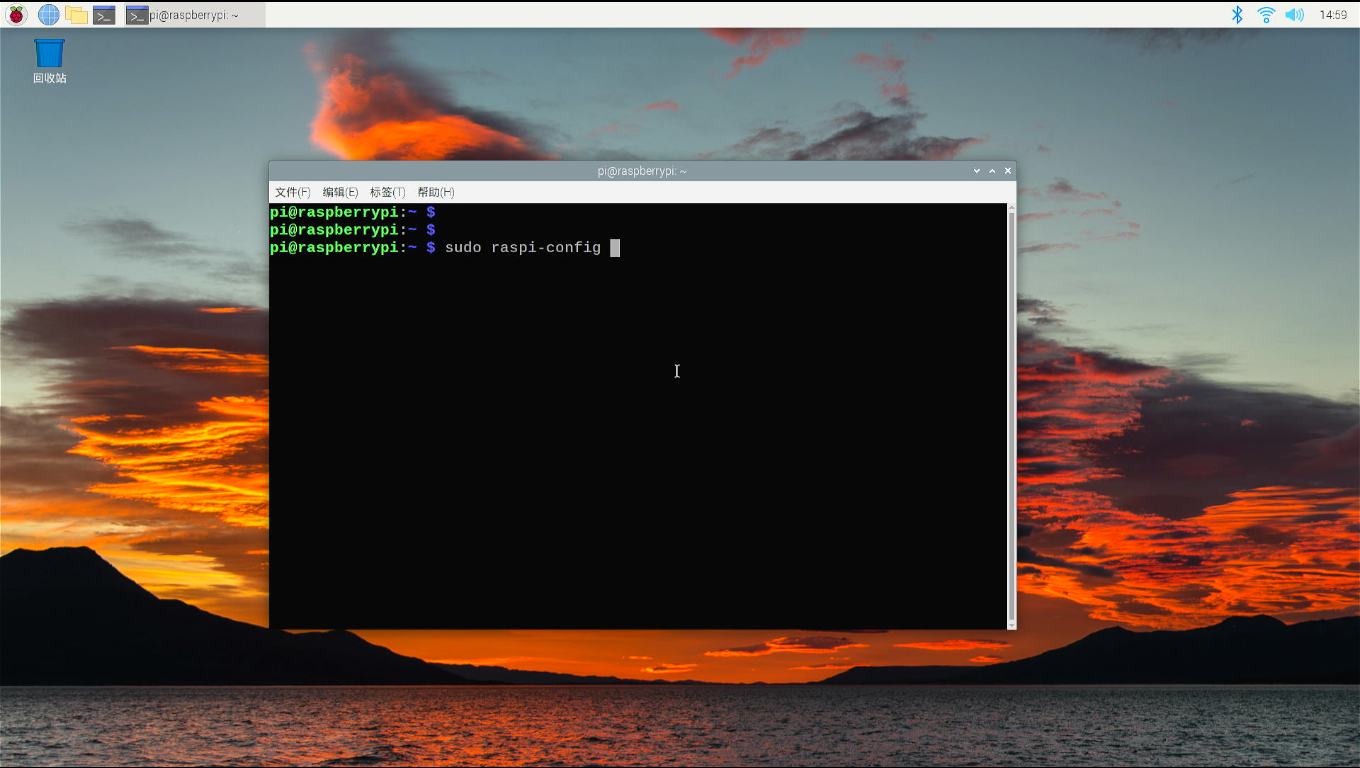 pi@raspberrypi: ~
14:59
回收站
pi@raspberrypi: ~
文件(F) 编辑(E) 标签(T) 帮助(H)
pi@raspberrypi:~ $
pi@raspberrypi:~ $
pi@raspberrypi:~ $ sudo raspi-config